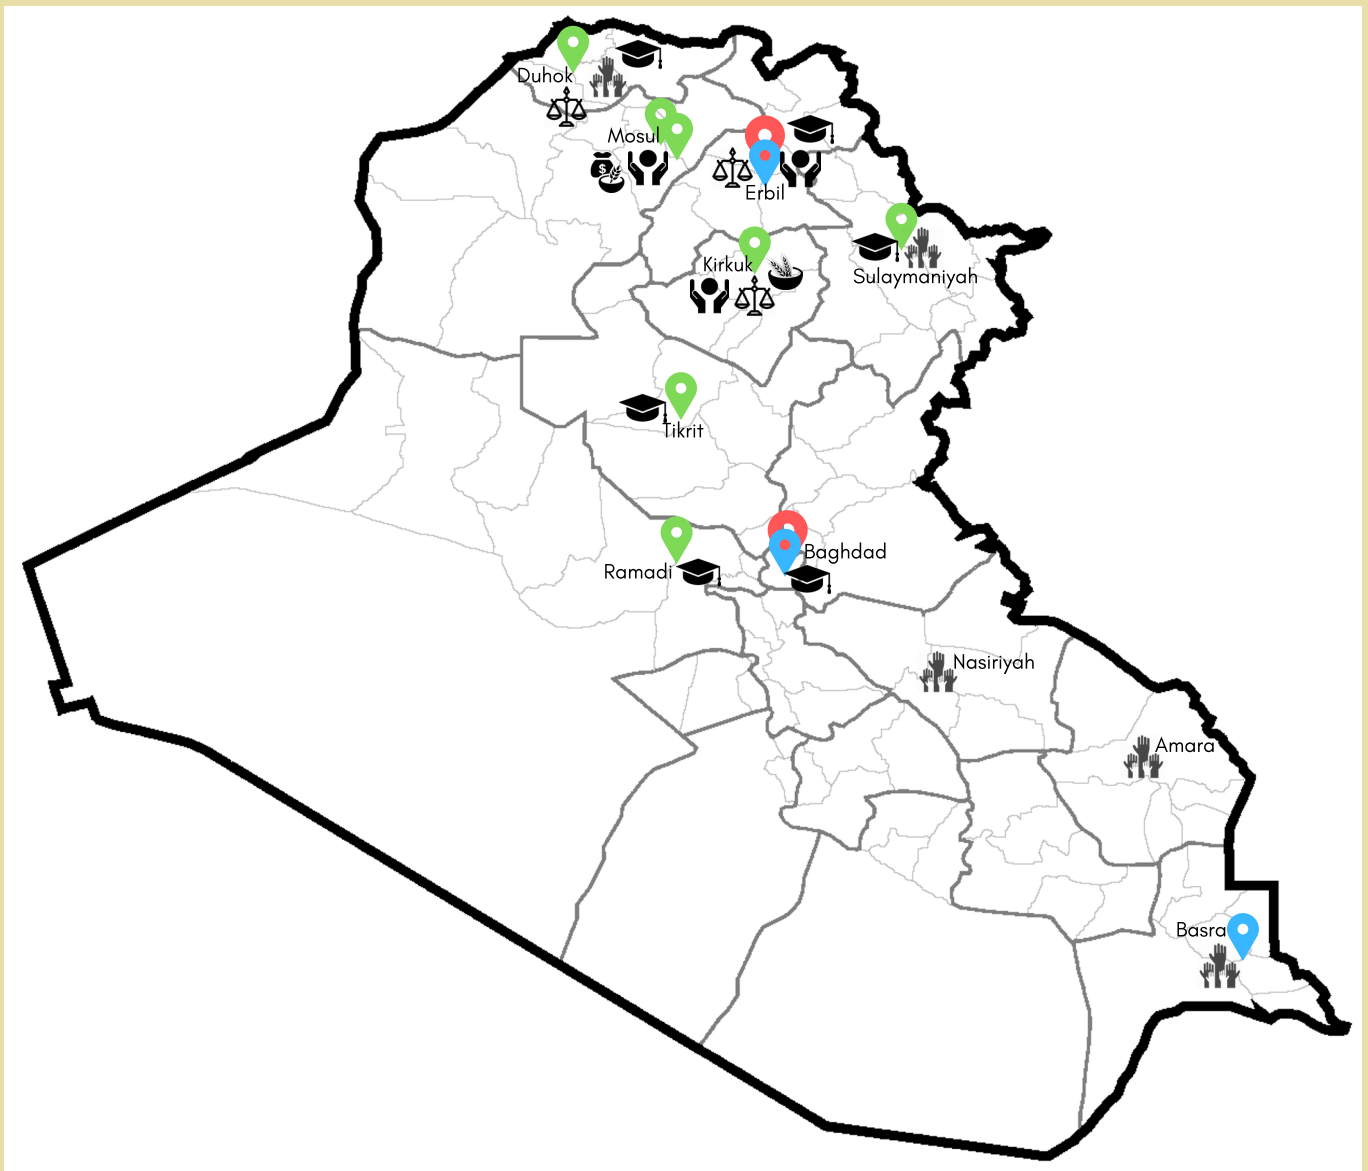 Duhok
Mosul
Erbil
Sulaymaniyah
Kirkuk
$
Tikrit
Baghdad
Ramadi
Nasiriyah
Amara
Basra